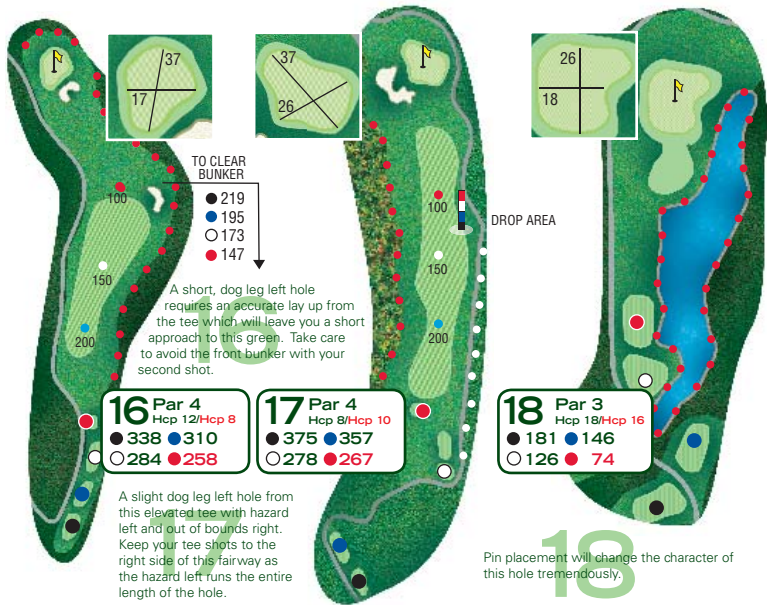 37
17
37
26
26
18
TO CLEAR
BUNKER
219
195
173
147
100
150
200
100
150
200
DROP AREA
16
A short, dog leg left hole
requires an accurate lay up from
the tee which will leave you a short
approach to this green. Take care
to avoid the front bunker with your
second shot.
16 Par 4
Hcp 12/Hcp 8
338 310
284 258
17 Par 4
Hcp 8/Hcp 10
375 357
278 267
18 Par 3
Hcp 18/Hcp 16
181 146
126 74
17
A slight dog leg left hole from
this elevated tee with hazard
left and out of bounds right.
Keep your tee shots to the
right side of this fairway as
the hazard left runs the entire
length of the hole.
18
Pin placement will change the character of
this hole tremendously.